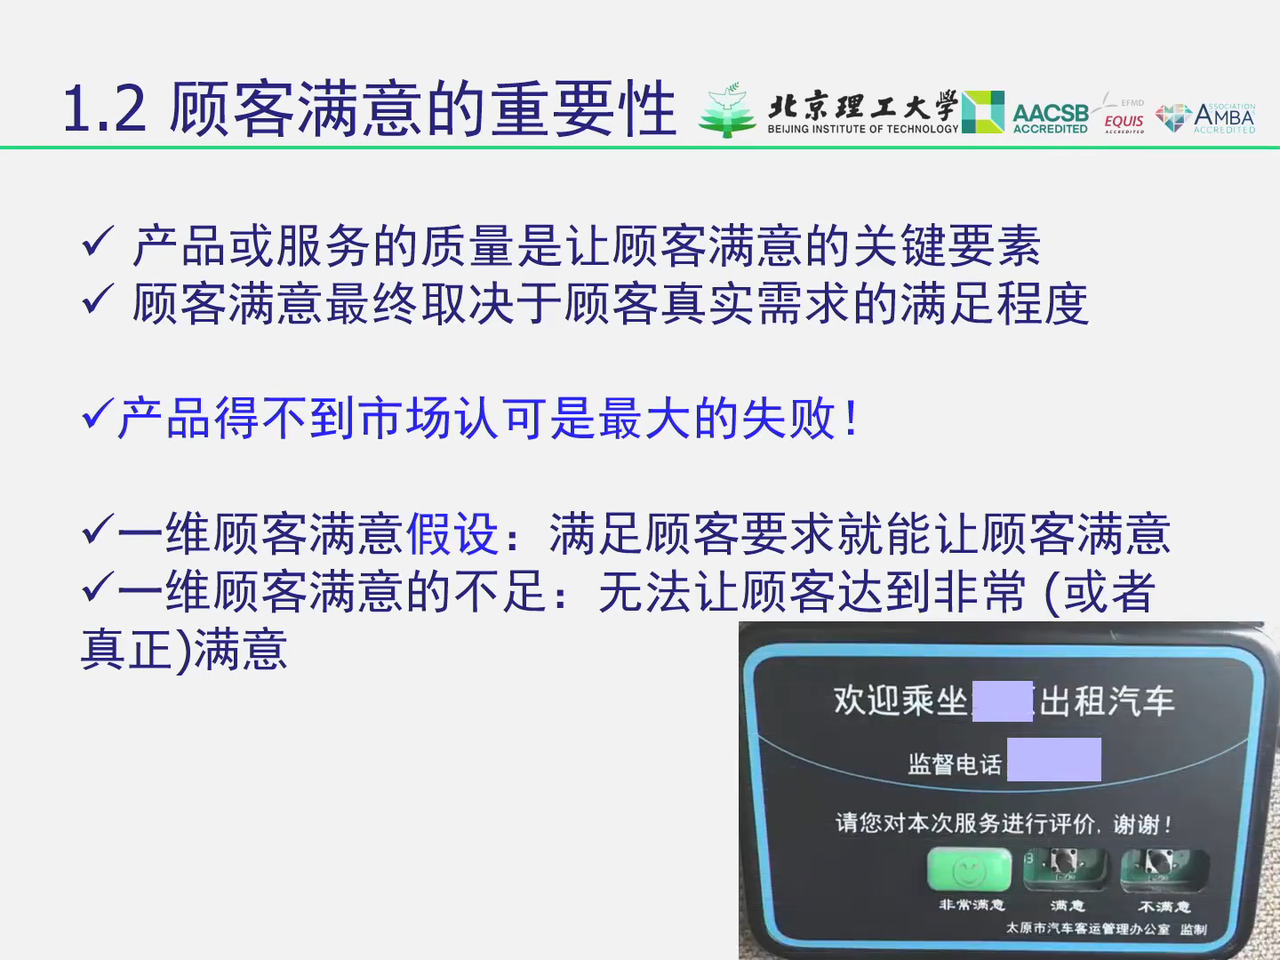 1.2 顾客满意的重要性
北京理工大学
BEIJING INSTITUTE OF TECHNOLOGY
AACSB
ACCREDITED
EFMD
EQUIS
ACCREDITED
ASSOCIATION
AMBA
ACCREDITED
✓ 产品或服务的质量是让顾客满意的关键要素
✓ 顾客满意最终取决于顾客真实需求的满足程度
✓产品得不到市场认可是最大的失败！
✓一维顾客满意假设：满足顾客要求就能让顾客满意
✓一维顾客满意的不足：无法让顾客达到非常 (或者
真正)满意
欢迎乘坐 出租汽车
监督电话
请您对本次服务进行评价, 谢谢！
非常满意 满意 不满意
太原市汽车客运管理办公室 监制